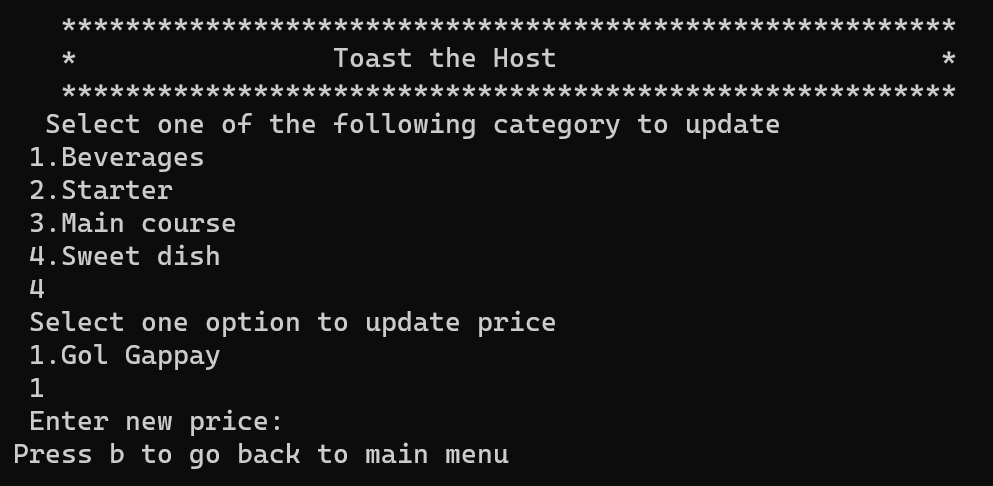 ********************************************************
* Toast the Host *
********************************************************
Select one of the following category to update
1.Beverages
2.Starter
3.Main course
4.Sweet dish
4
Select one option to update price
1.Gol Gappay
1
Enter new price:
Press b to go back to main menu